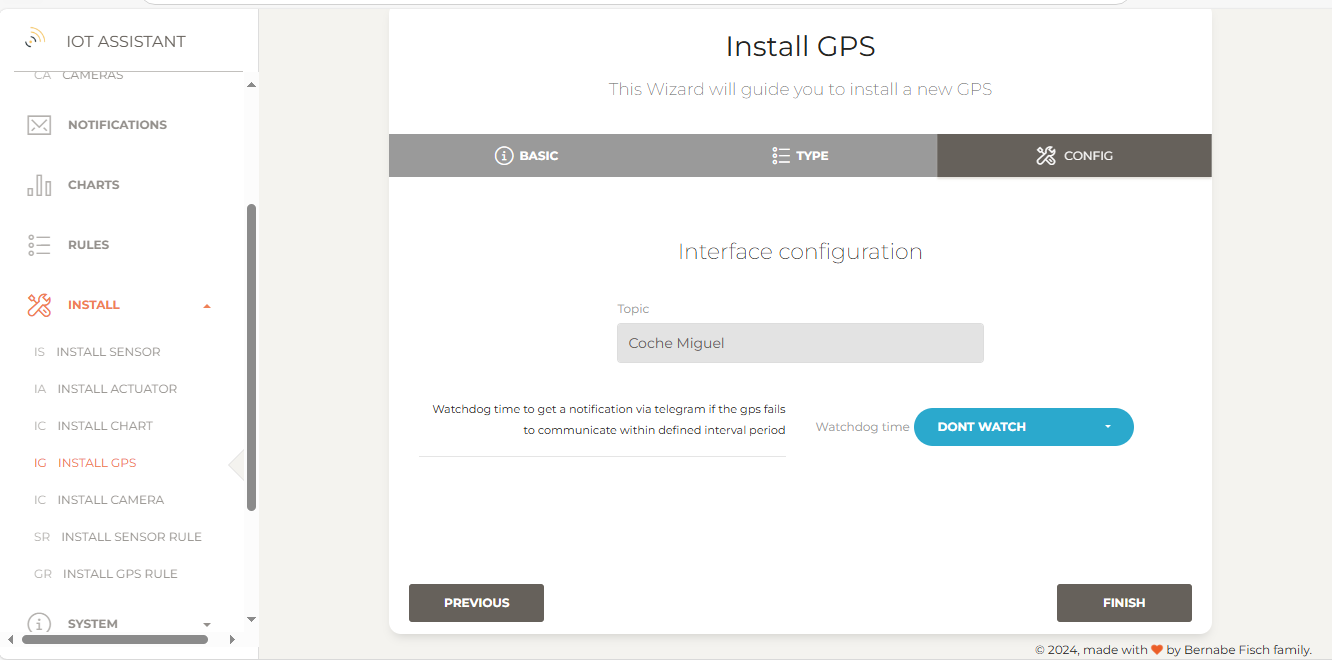 IOT ASSISTANT
CA CAMERAS
NOTIFICATIONS
CHARTS
RULES
INSTALL
IS INSTALL SENSOR
IA INSTALL ACTUATOR
IC INSTALL CHART
IG INSTALL GPS
IC INSTALL CAMERA
SR INSTALL SENSOR RULE
GR INSTALL GPS RULE
SYSTEM
Install GPS
This Wizard will guide you to install a new GPS
BASIC
TYPE
CONFIG
Interface configuration
Topic
Coche Miguel
Watchdog time to get a notification via telegram if the gps fails
to communicate within defined interval period
Watchdog time
DONT WATCH
PREVIOUS
FINISH
© 2024, made with ❤ by Bernabe Fisch family.